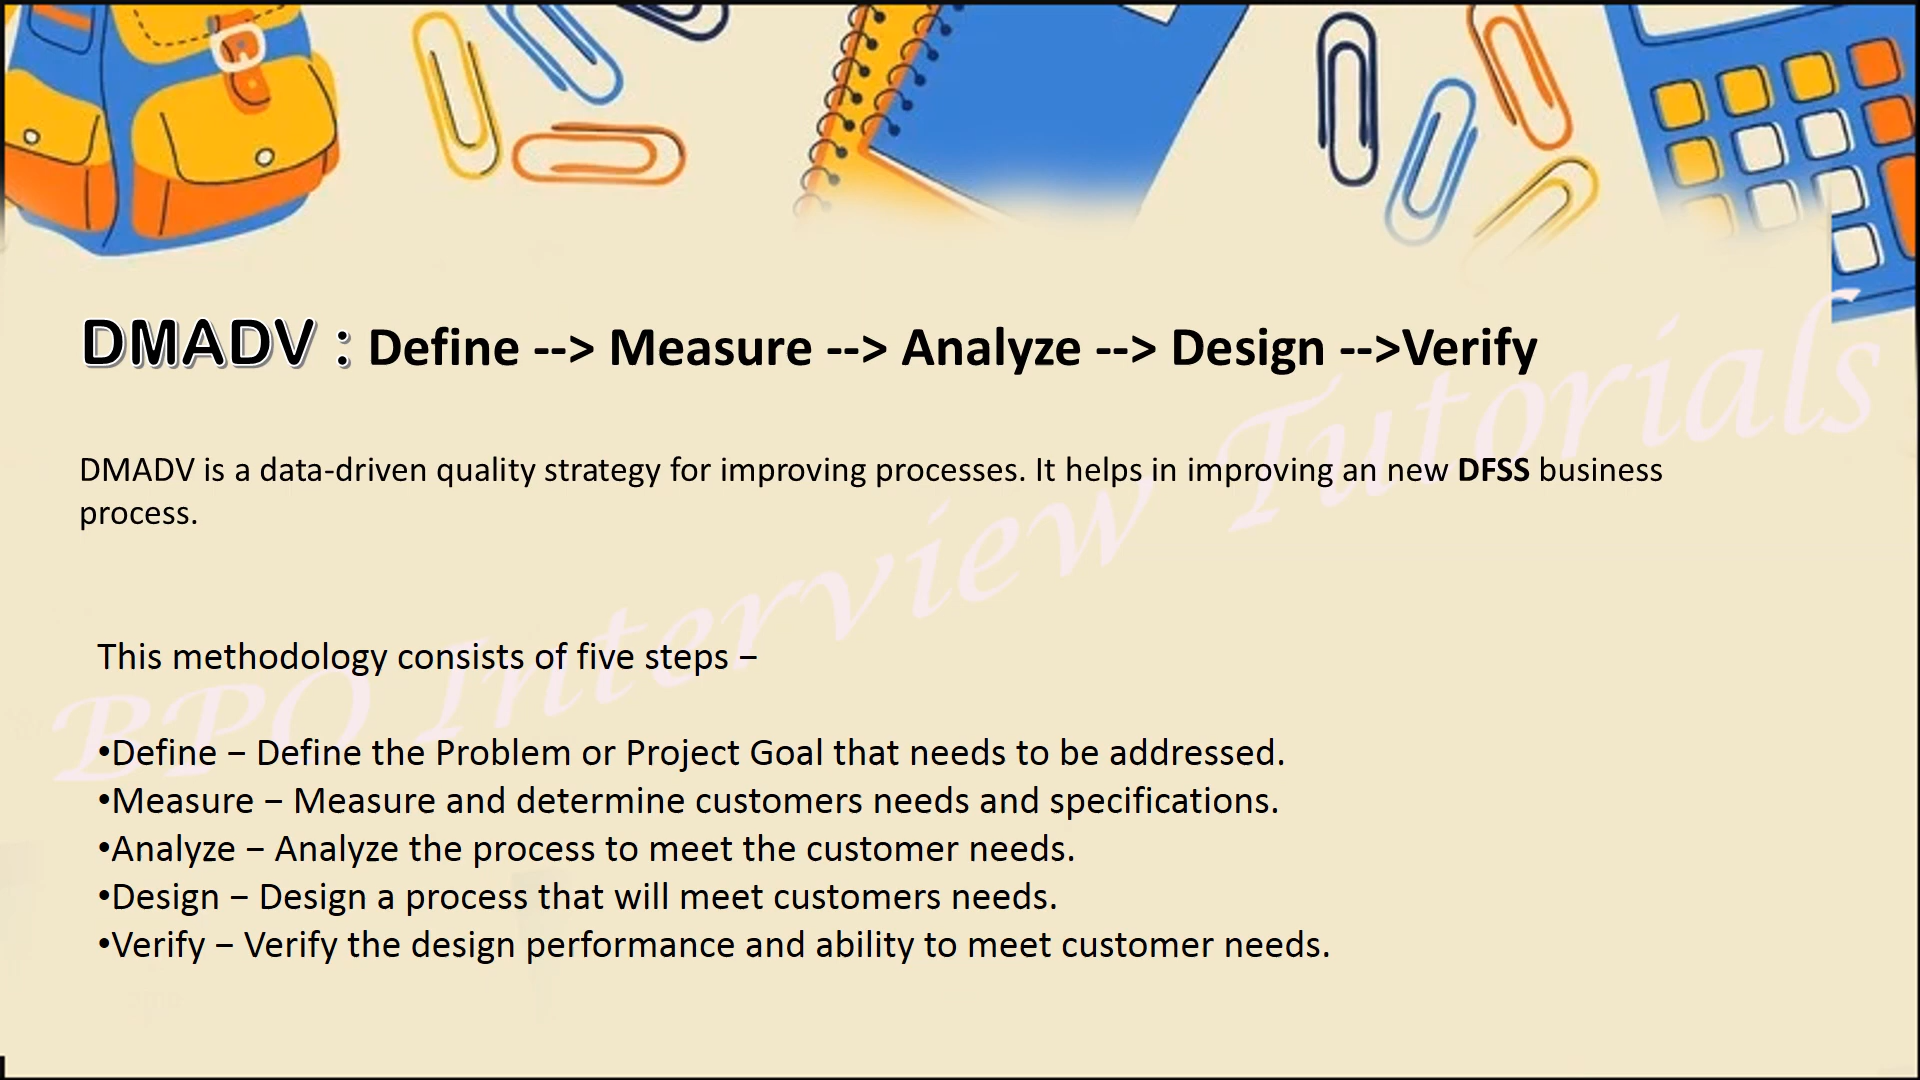 DMADV : Define --> Measure --> Analyze --> Design -->Verify
DMADV is a data-driven quality strategy for improving processes. It helps in improving an new DFSS business
process.
This methodology consists of five steps −
•Define − Define the Problem or Project Goal that needs to be addressed.
•Measure − Measure and determine customers needs and specifications.
•Analyze − Analyze the process to meet the customer needs.
•Design − Design a process that will meet customers needs.
•Verify − Verify the design performance and ability to meet customer needs.
BPO Interview Tutorials